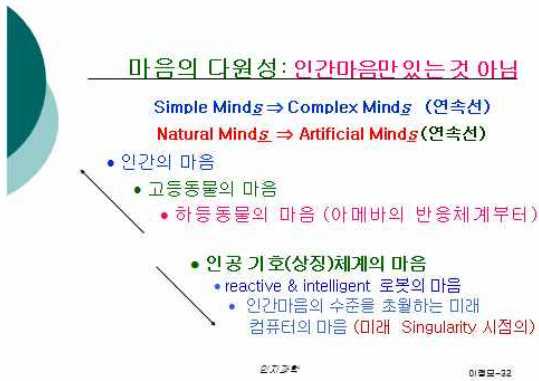 마음의 다원성: 인간마음만 있는 것 아님
Simple Minds ⇒ Complex Minds (연속선)
Natural Minds ⇒ Artificial Minds (연속선)
• 인간의 마음
• 고등동물의 마음
• 하등동물의 마음 (아메바의 반응체계부터)
• 인공 기호(상징)체계의 마음
• reactive & intelligent 로봇의 마음
• 인간마음의 수준을 초월하는 미래
컴퓨터의 마음 (미래 Singularity 시점의)
인지과학
이정모-32